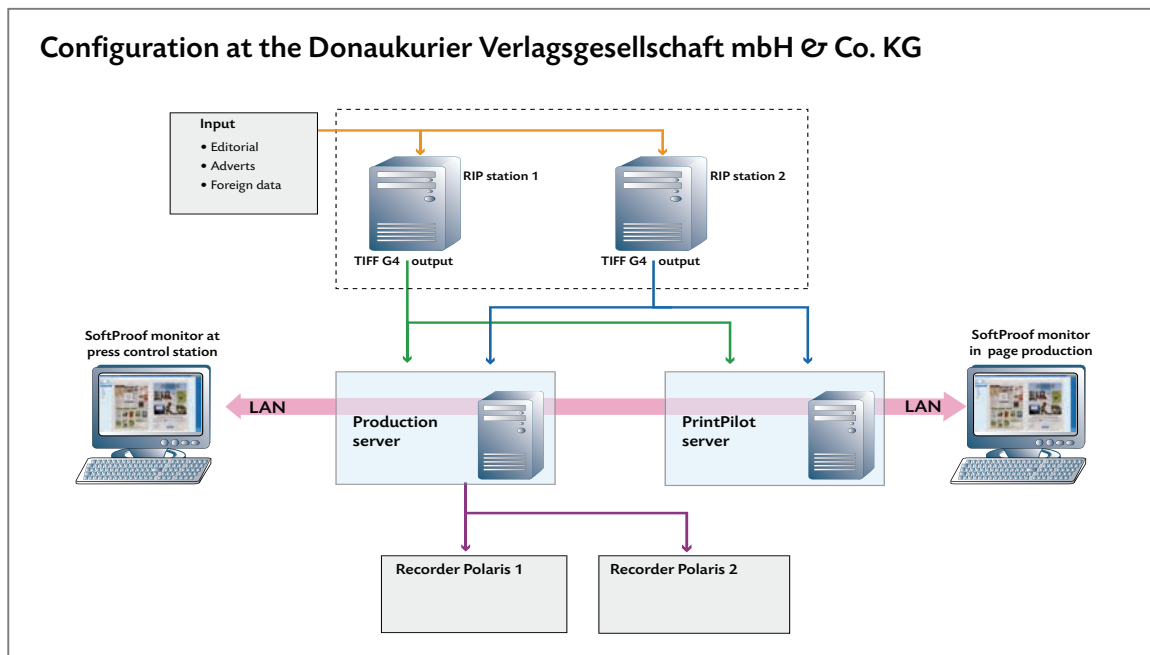 Configuration at the Donaukurier Verlagsgesellschaft mbH & Co. KG
Input
• Editorial
• Adverts
• Foreign data
RIP station 1
RIP station 2
TIFF G4 output
TIFF G4 output
SoftProof monitor at
press control station
SoftProof monitor
in page production
LAN
Production
server
PrintPilot
server
LAN
Recorder Polaris 1
Recorder Polaris 2